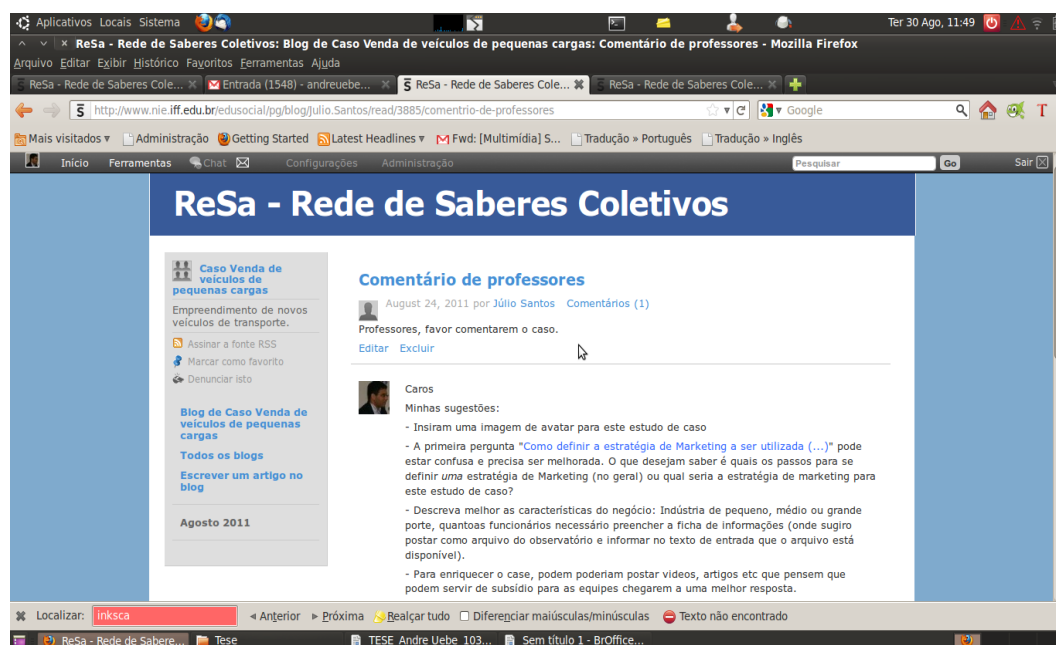 Aplicativos Locais Sistema Ter 30 Ago, 11:49
ReSa - Rede de Saberes Coletivos: Blog de Caso Venda de veículos de pequenas cargas: Comentário de professores - Mozilla Firefox
Arquivo Editar Exibir Histórico Favoritos Ferramentas Ajuda
ReSa - Rede de Saberes Cole... Entrada (1548) - andreuebe... ReSa - Rede de Saberes Cole... ReSa - Rede de Saberes Cole...
http://www.nie.iff.edu.br/edusocial/pg/blog/Julio.Santos/read/3885/comentrio-de-professores Google
Mais visitados Administração Getting Started Latest Headlines Fwd: [Multimídia] S... Tradução » Português Tradução » Inglês
Início Ferramentas Chat Configurações Administração Pesquisar Go Sair
ReSa - Rede de Saberes Coletivos
Caso Venda de
veículos de
pequenas cargas
Empreendimento de novos
veículos de transporte.
Assinar a fonte RSS
Marcar como favorito
Denunciar isto
Blog de Caso Venda de
veículos de pequenas
cargas
Todos os blogs
Escrever um artigo no
blog
Agosto 2011
Comentário de professores
August 24, 2011 por Júlio Santos Comentários (1)
Professores, favor comentarem o caso.
Editar Excluir
Caros
Minhas sugestões:
- Insiram uma imagem de avatar para este estudo de caso
- A primeira pergunta "Como definir a estratégia de Marketing a ser utilizada (...)" pode
estar confusa e precisa ser melhorada. O que desejam saber é quais os passos para se
definir uma estratégia de Marketing (no geral) ou qual seria a estratégia de marketing para
este estudo de caso?
- Descreva melhor as características do negócio: Indústria de pequeno, médio ou grande
porte, quantoas funcionários necessário preencher a ficha de informações (onde sugiro
postar como arquivo do observatório e informar no texto de entrada que o arquivo está
disponível).
- Para enriquecer o case, podem poderiam postar videos, artigos etc que pensem que
podem servir de subsídio para as equipes chegarem a uma melhor resposta.
Localizar: inksca Anterior Próxima Realçar tudo Diferenciar maiúsculas/minúsculas Texto não encontrado
ReSa - Rede de Sabere... Tese TESE_Andre Uebe_103... Sem título 1 - BrOffice...